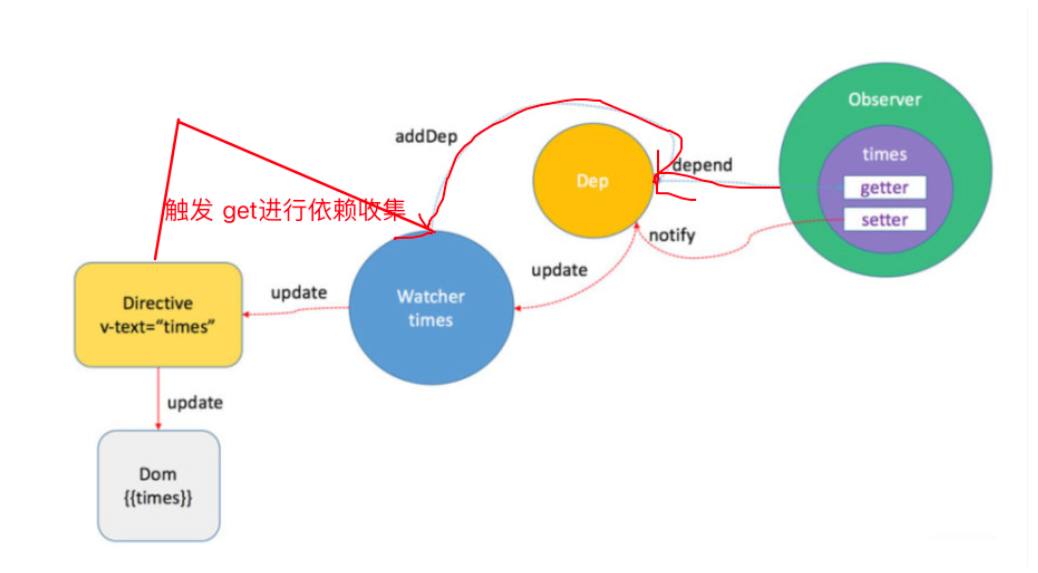 Observer
times
getter
setter
addDep
depend
Dep
notify
触发 get进行依赖收集
update
Watcher
times
update
Directive
v-text=“times”
update
Dom
{{times}}